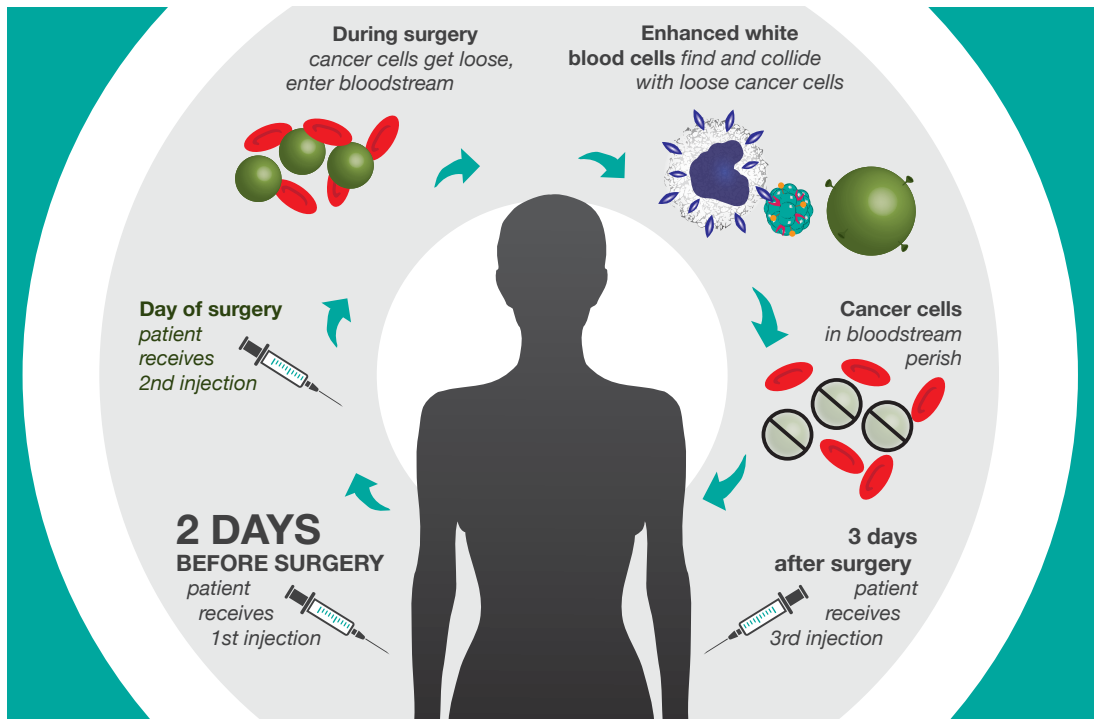 2 DAYS
BEFORE SURGERY
patient
receives
1st injection
Day of surgery
patient
receives
2nd injection
During surgery
cancer cells get loose,
enter bloodstream
Enhanced white
blood cells find and collide
with loose cancer cells
Cancer cells
in bloodstream
perish
3 days
after surgery
patient
receives
3rd injection